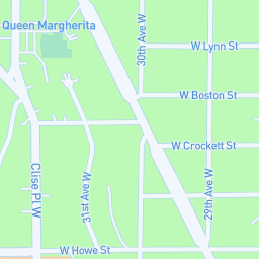 Queen Margherita
30th Ave W
W Lynn St
W Boston St
W Crockett St
Clise Pl W
31st Ave W
29th Ave W
W Howe St